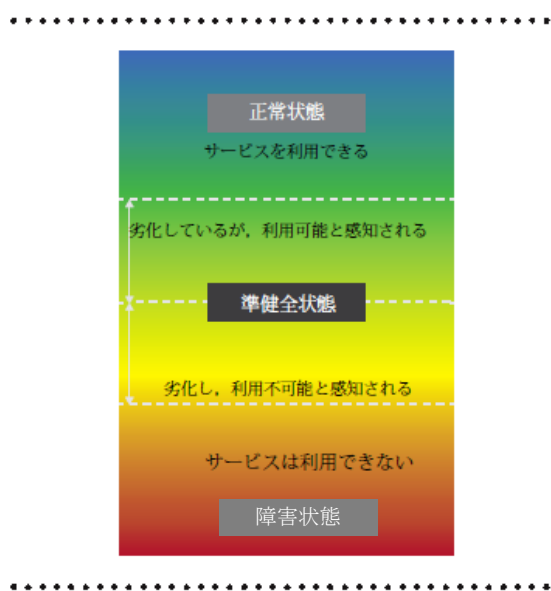 正常状態
サービスを利用できる
劣化しているが，利用可能と感知される
準健全状態
劣化し，利用不可能と感知される
サービスは利用できない
障害状態